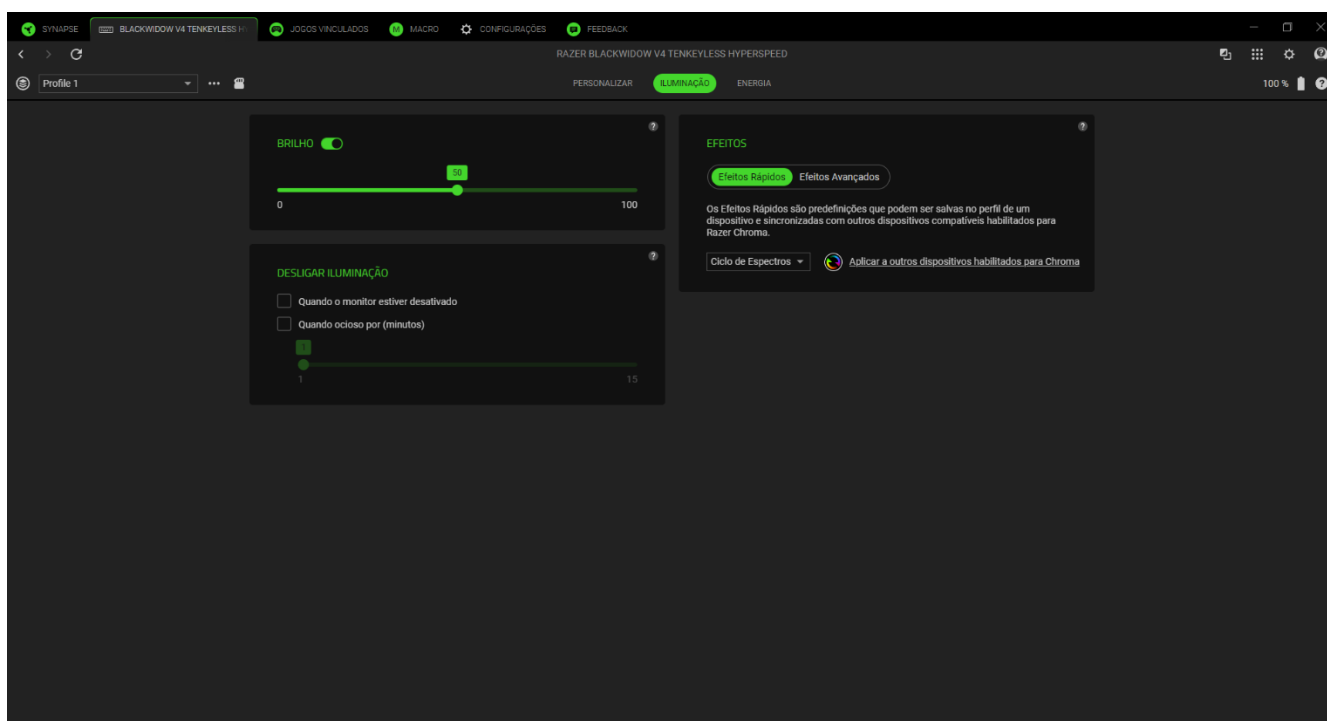 SYNAPSE
BLACKWIDOW V4 TENKEYLESS H
JOGOS VINCULADOS
M
MACRO
CONFIGURAÇÕES
FEEDBACK
RAZER BLACKWIDOW V4 TENKEYLESS HYPERSPEED
Profile 1
PERSONALIZAR
ILUMINAÇÃO
ENERGIA
100 %
?
BRILHO
?
50
0
100
DESLIGAR ILUMINAÇÃO
?
Quando o monitor estiver desativado
Quando ocioso por (minutos)
1
1
15
EFEITOS
?
Efeitos Rápidos
Efeitos Avançados
Os Efeitos Rápidos são predefinições que podem ser salvas no perfil de um
dispositivo e sincronizadas com outros dispositivos compatíveis habilitados para
Razer Chroma.
Ciclo de Espectros
Aplicar a outros dispositivos habilitados para Chroma